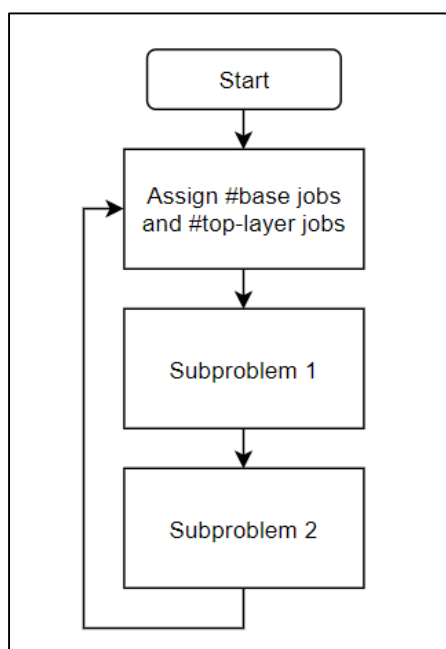 Start
Assign #base jobs
and #top-layer jobs
Subproblem 1
Subproblem 2